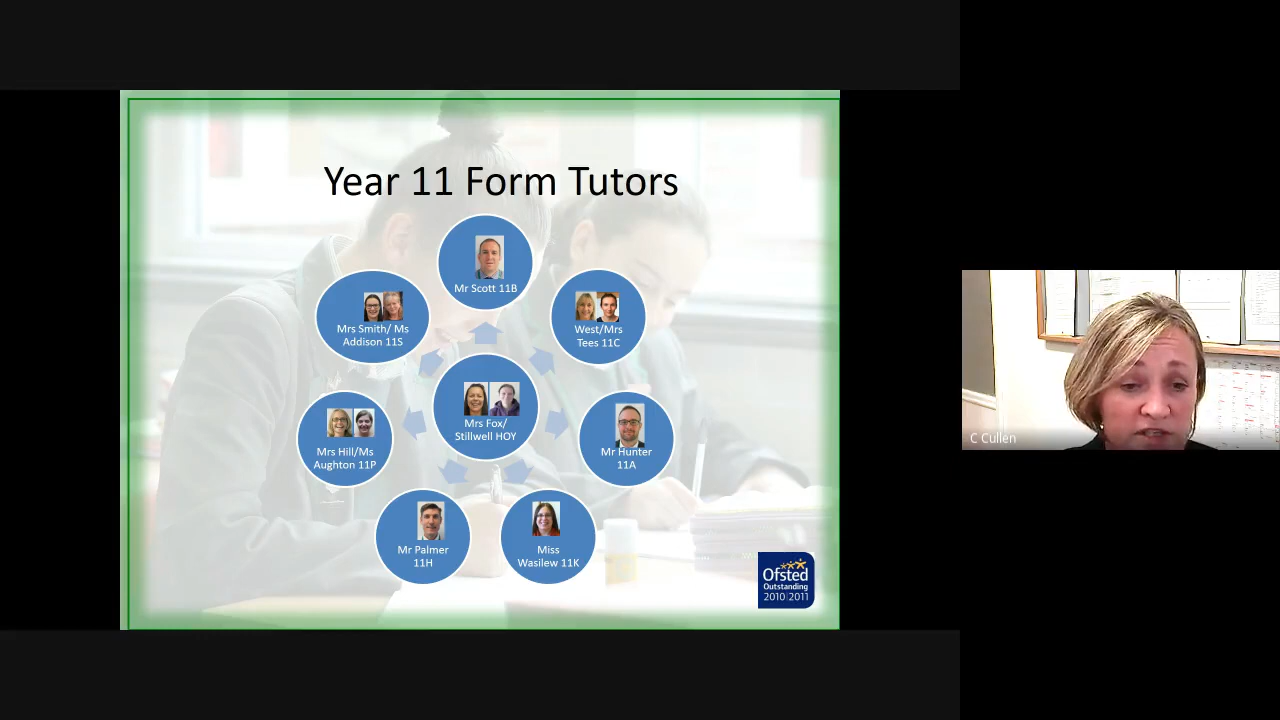 Year 11 Form Tutors
Mr Scott 11B
Mrs Smith/ Ms
Addison 11S
West/Mrs
Tees 11C
Mrs Fox/
Stillwell HOY
Mrs Hill/Ms
Aughton 11P
Mr Hunter
11A
Mr Palmer
11H
Miss
Wasilew 11K
Ofsted
Outstanding
2010 2011
C Cullen